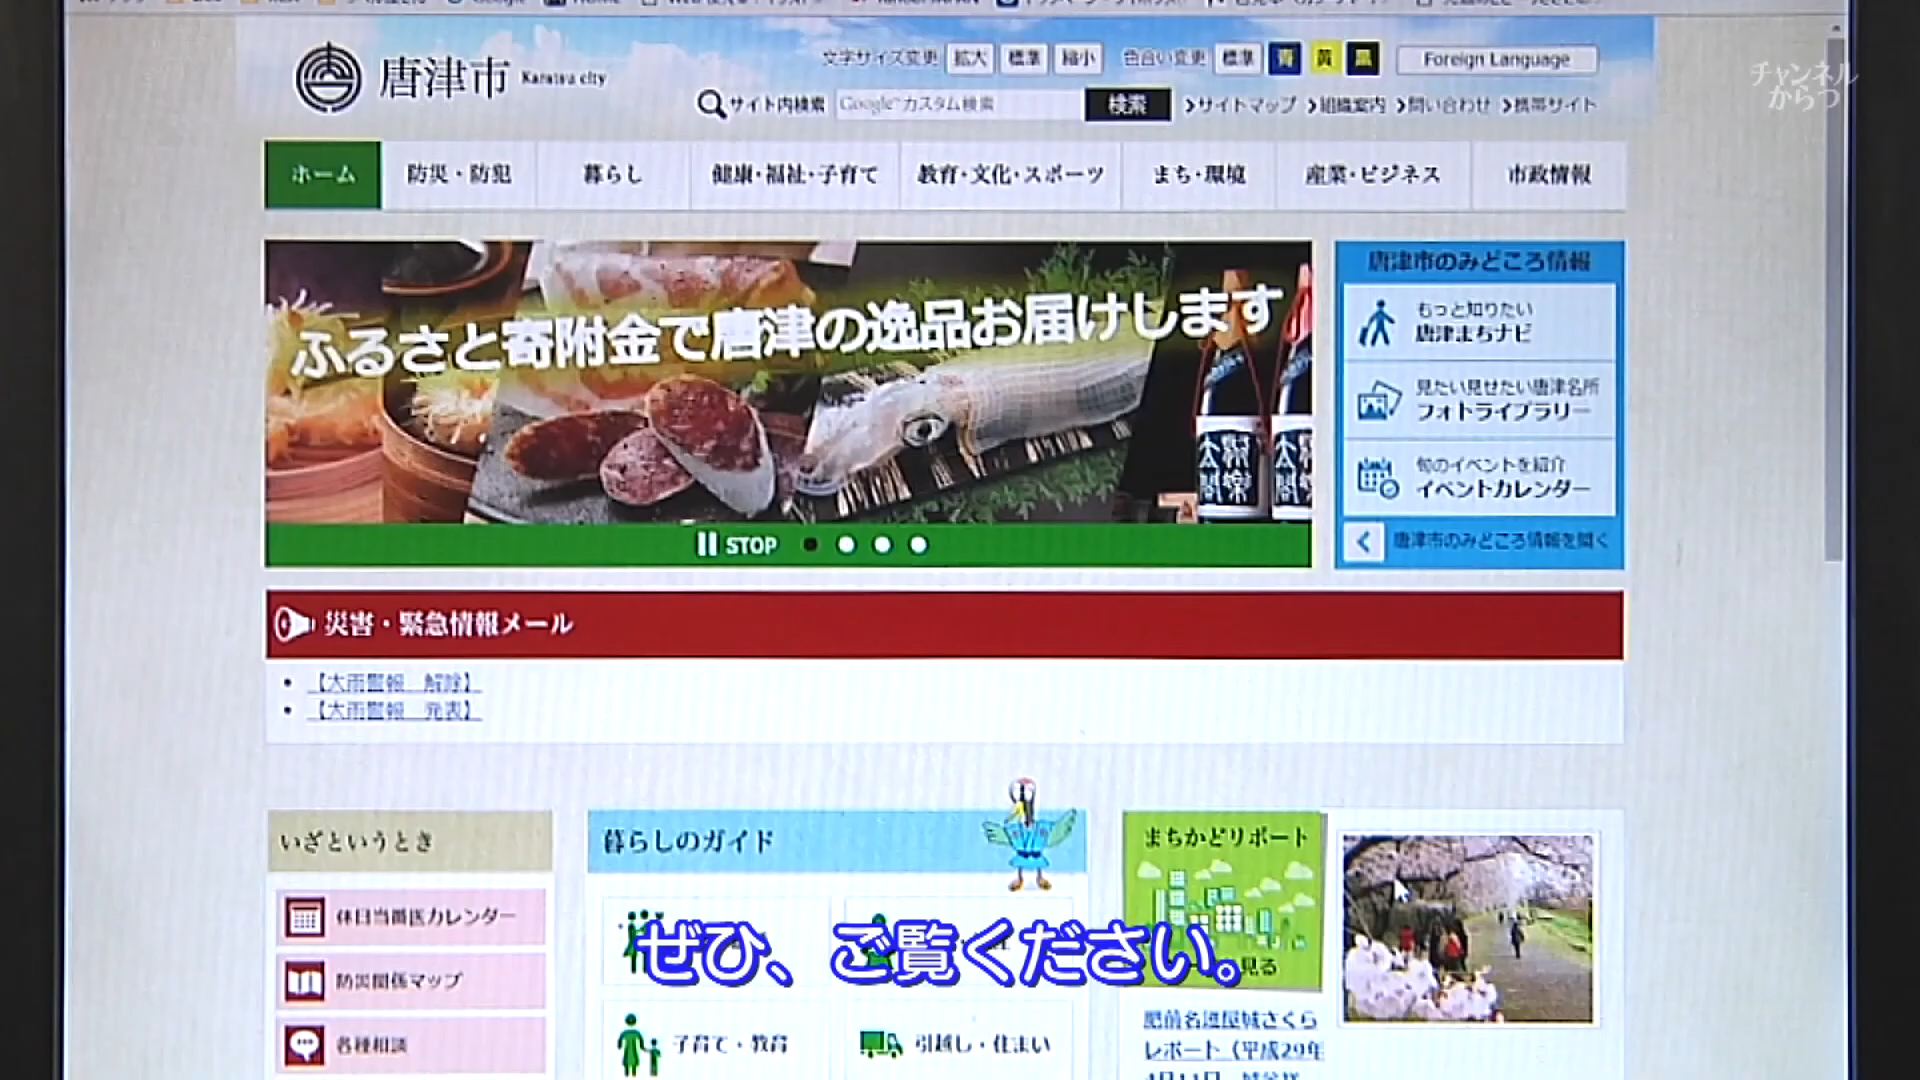 唐津市 Karatsu city
文字サイズ変更 拡大 標準 縮小 色合い変更 標準 青 黄 黒 Foreign Language
チャンネル
からつ
サイト内検索 Google カスタム検索 検索 サイトマップ 組織案内 問い合わせ 携帯サイト
ホーム 防災・防犯 暮らし 健康・福祉・子育て 教育・文化・スポーツ まち・環境 産業・ビジネス 市政情報
ふるさと寄附金で唐津の逸品お届けします
太閤
太閤
STOP
唐津市のみどころ情報
もっと知りたい
唐津まちナビ
見たい見せたい唐津名所
フォトライブラリー
旬のイベントを紹介
イベントカレンダー
唐津市のみどころ情報を開く
災害・緊急情報メール
【大雨警報 解除】
【大雨警報 発表】
いざというとき
休日当番医カレンダー
防災関係マップ
各種相談
暮らしのガイド
子育て・教育
引越し・住まい
まちかどリポート
見る
肥前名護屋城さくら
レポート（平成29年
ぜひ、ご覧ください。